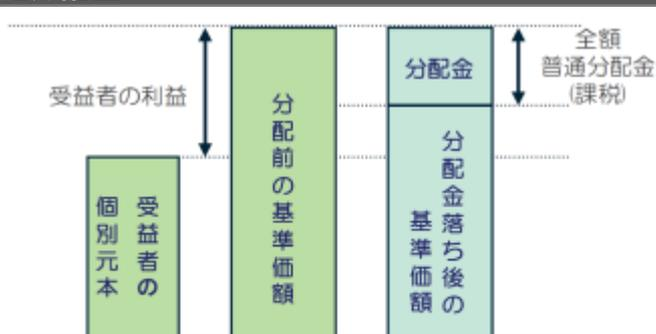 受益者の利益
受益者の
個別元本
分配前の基準価額
分配金
分配金落ち後の
基準価額
全額
普通分配金
(課税)